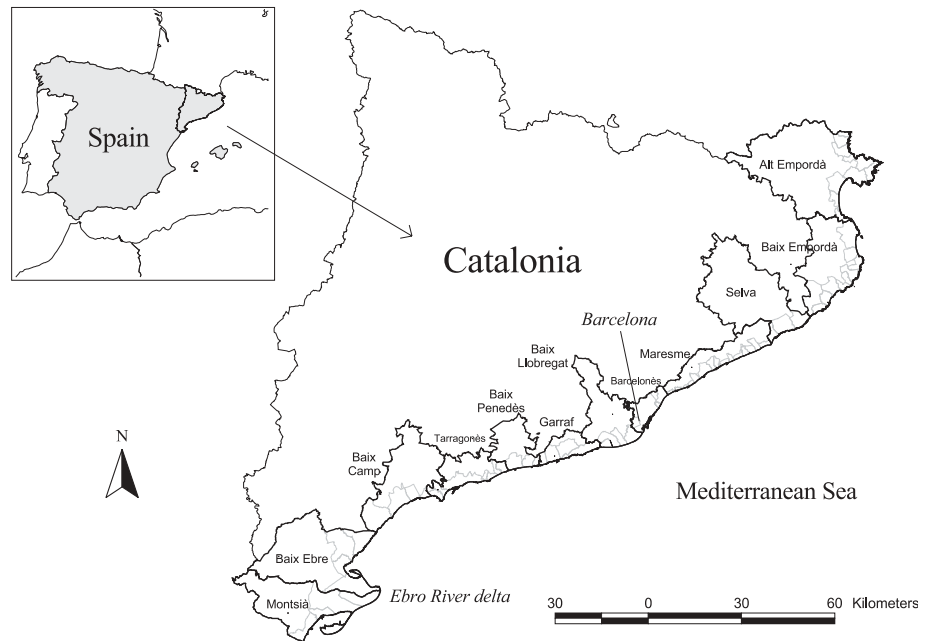 Spain
Alt Empordà
Baix Empordà
Catalonia
Selva
Barcelona
Baix
Llobregat
Maresme
Barcelonès
Baix
Penedès
Garraf
Tarragonès
Baix
Camp
N
Mediterranean Sea
Baix Ebre
Ebro River delta
Montsià
30 0 30 60 Kilometers